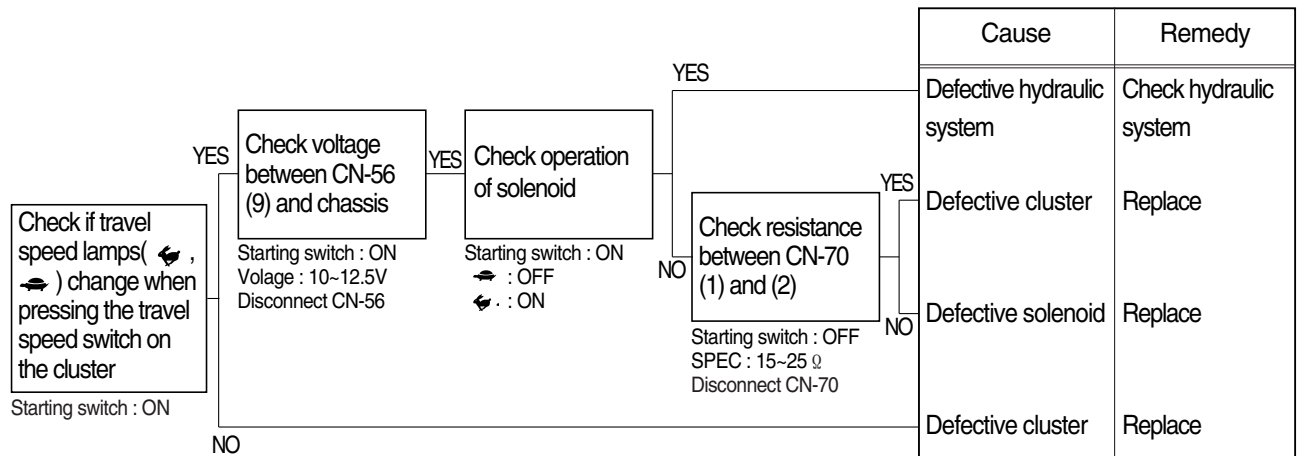 Cause Remedy
YES
Defective hydraulic Check hydraulic
system system
YES
Check voltage
between CN-56
(9) and chassis
YES
Check operation
of solenoid
Starting switch : ON
Volage : 10~12.5V
Disconnect CN-56
Starting switch : ON
: OFF
: ON
NO
Check resistance
between CN-70
(1) and (2)
YES
Defective cluster Replace
Check if travel
speed lamps( ,
) change when
pressing the travel
speed switch on
the cluster
Starting switch : ON
NO
Defective solenoid Replace
Starting switch : OFF
SPEC : 15~25 Ω
Disconnect CN-70
NO
Defective cluster Replace